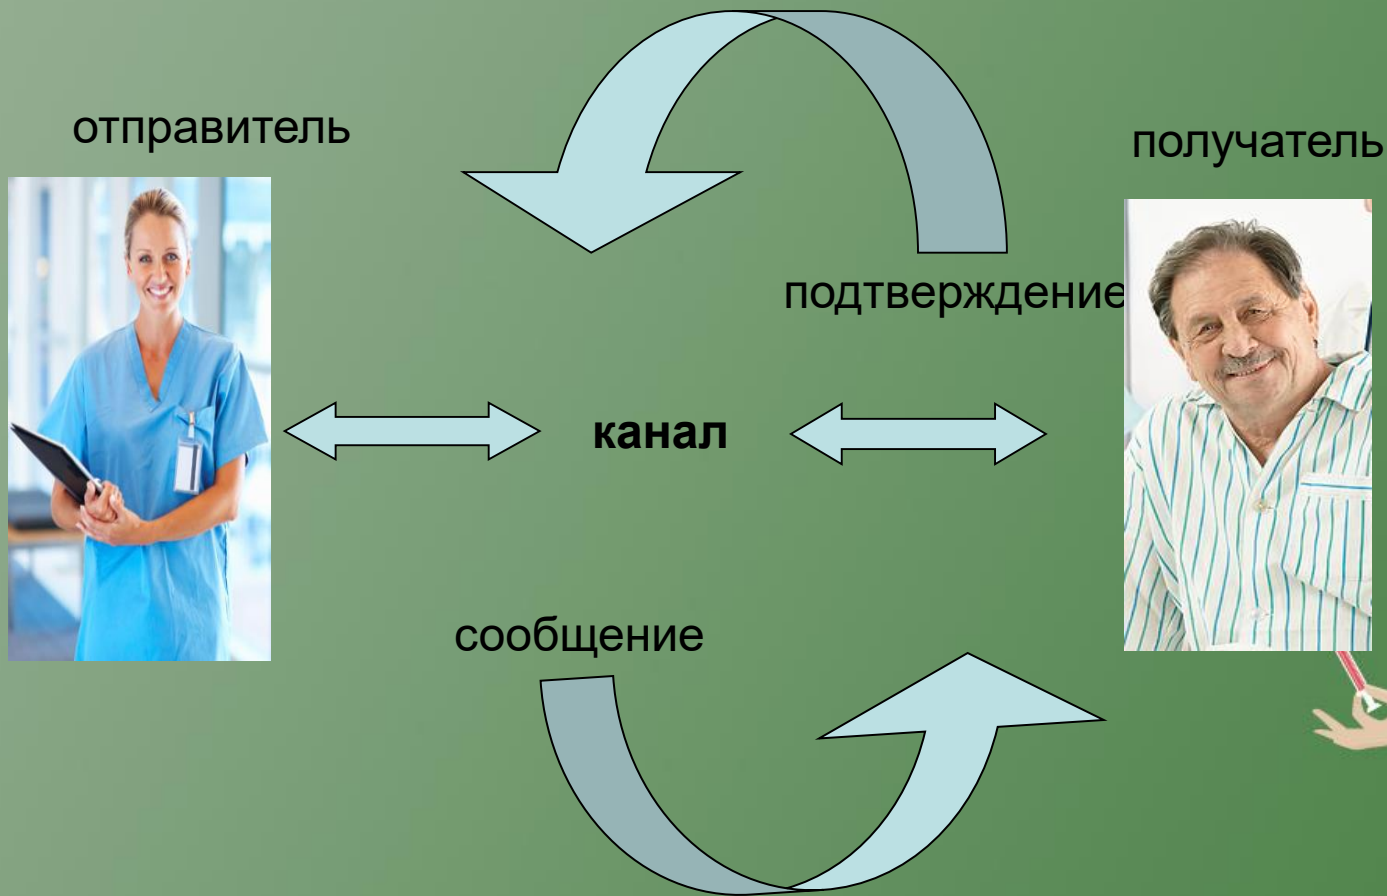 отправитель
получатель
подтверждение
канал
сообщение